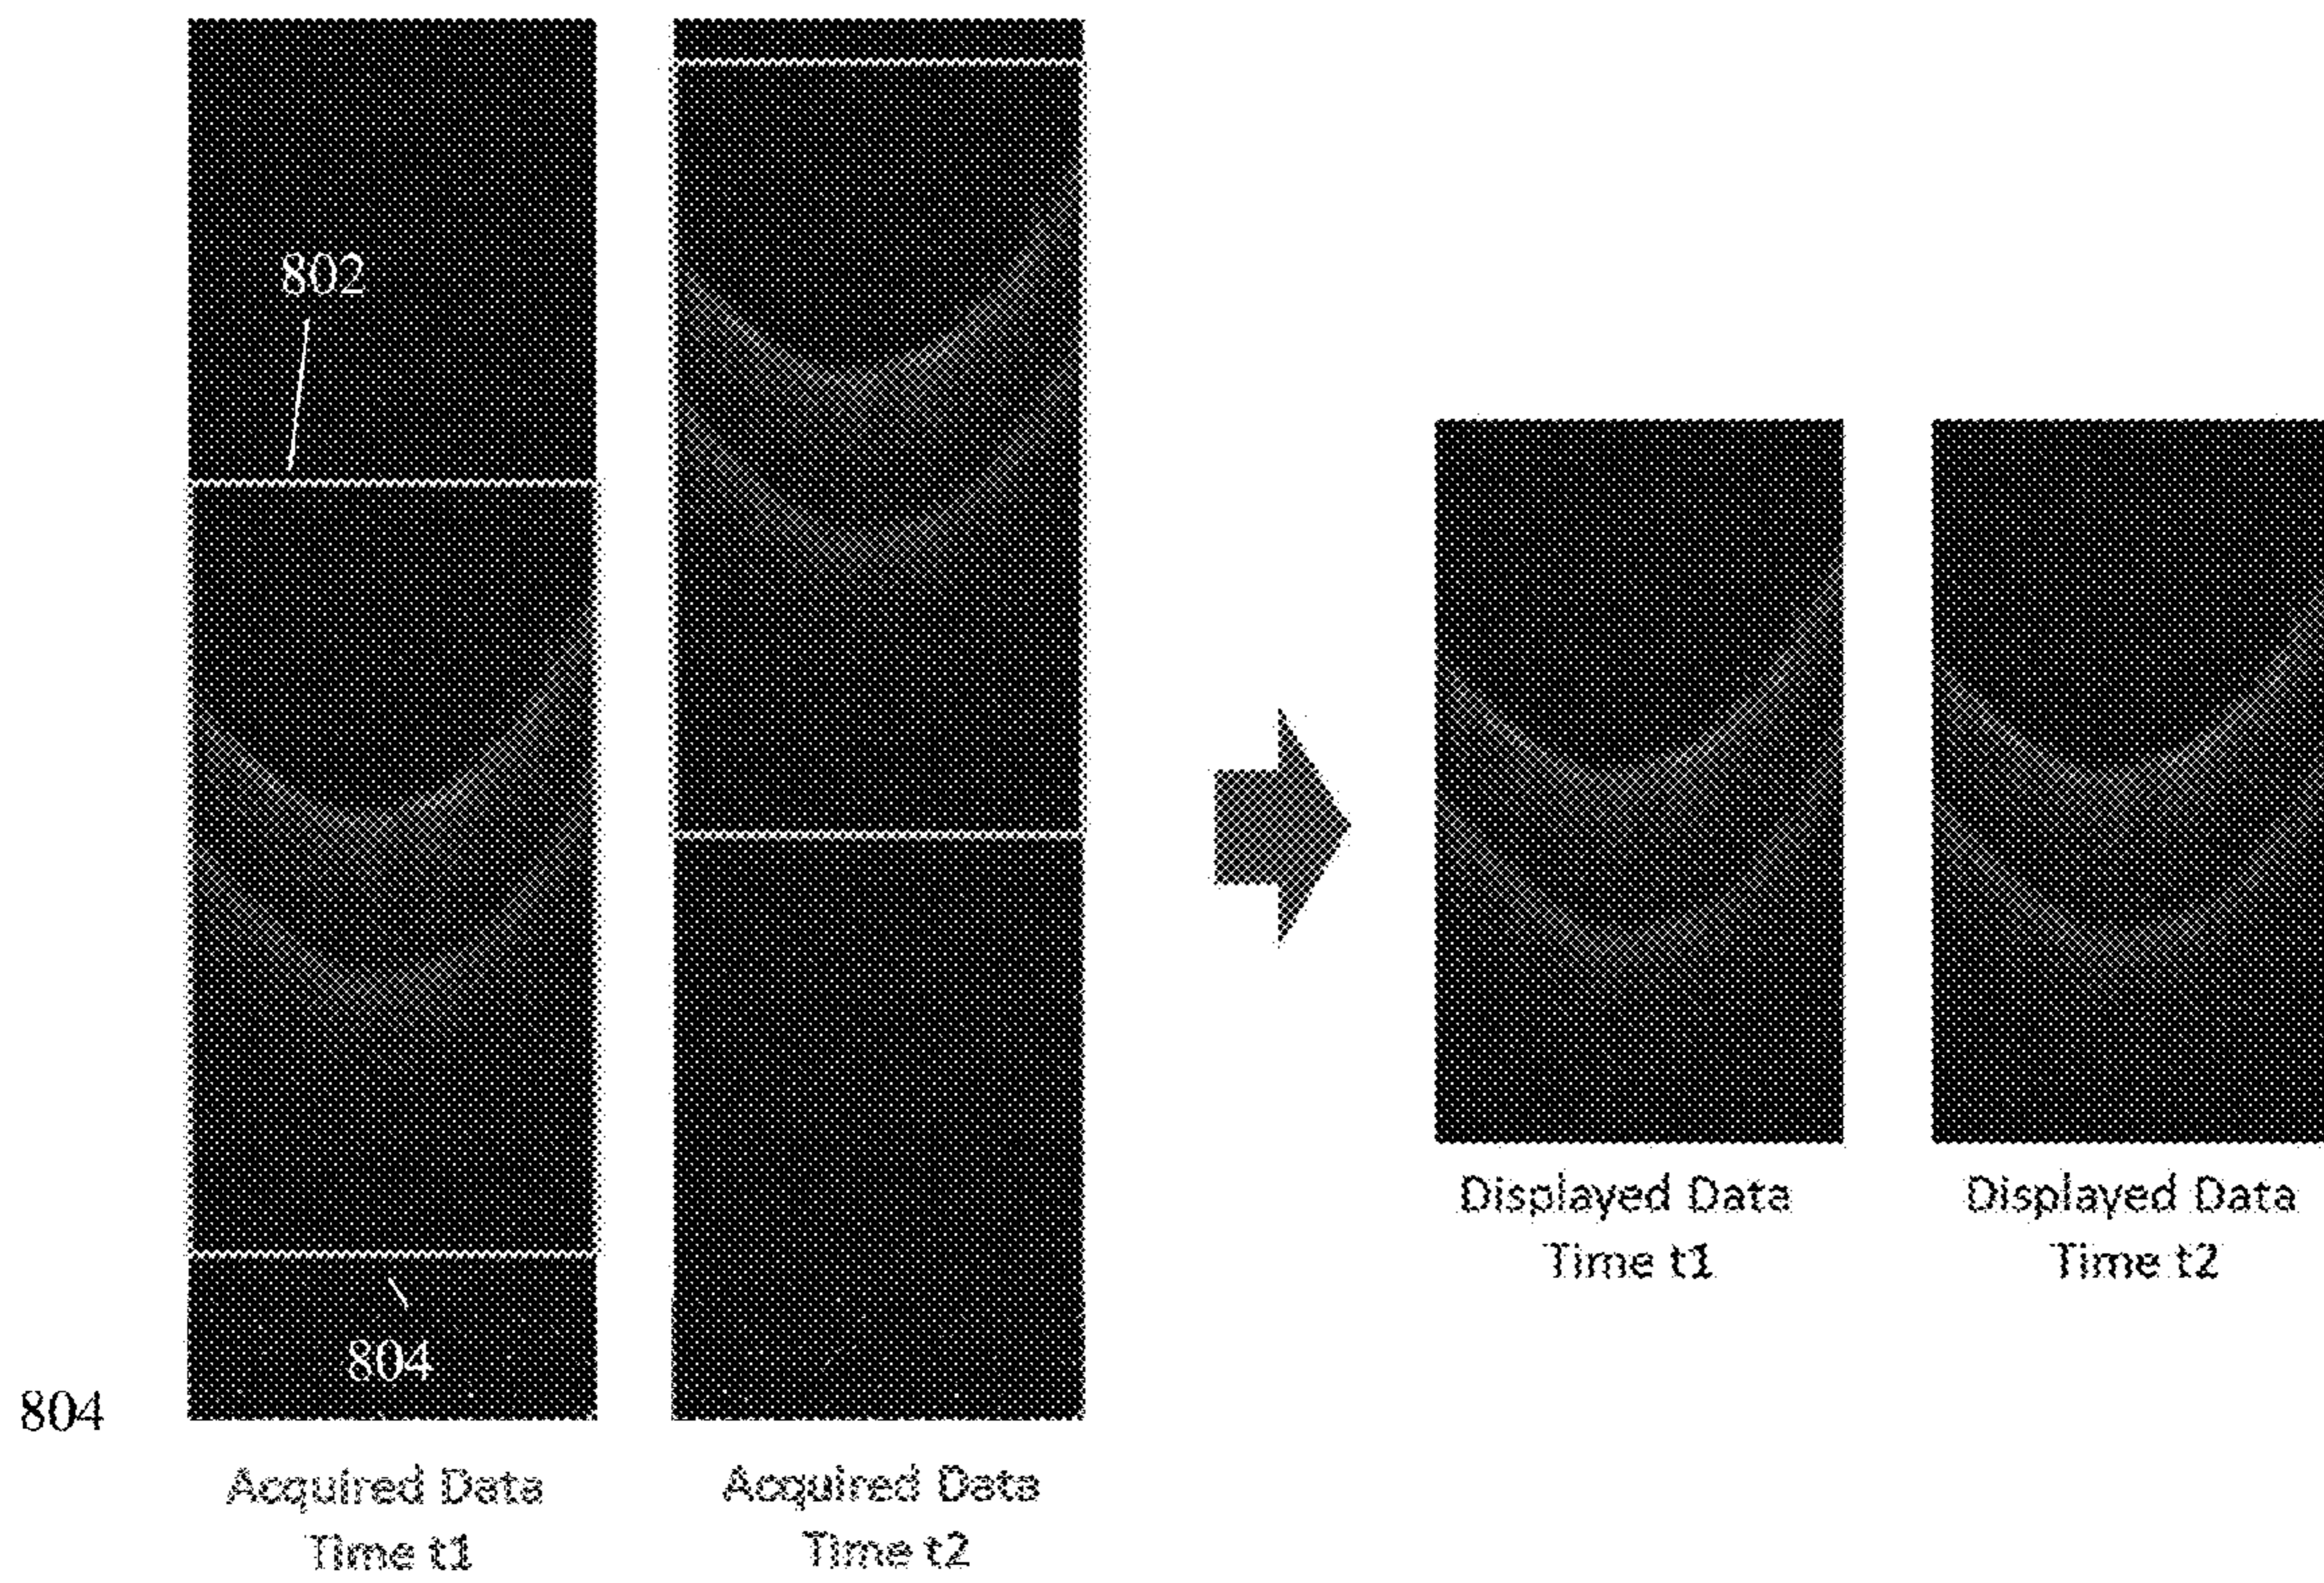 802
804
804
Acquired Data
Time t1
Acquired Data
Time t2
Displayed Data
Time t1
Displayed Data
Time t2